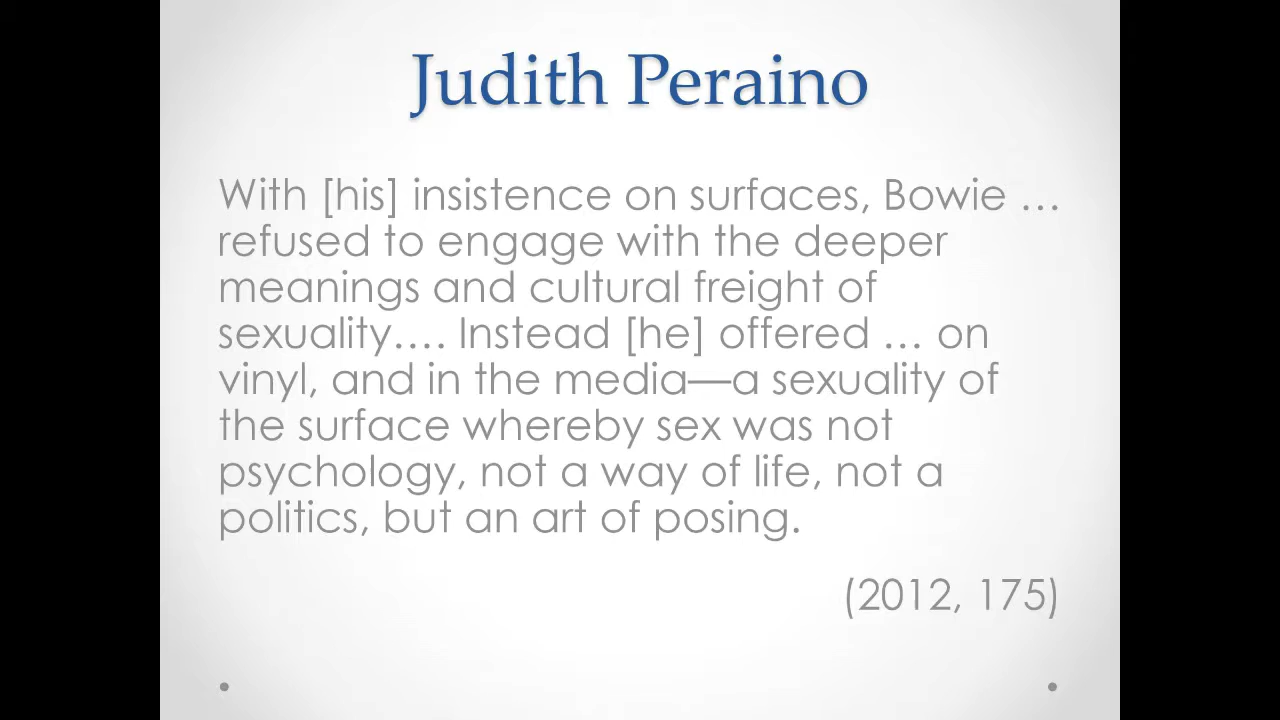 Judith Peraino
With [his] insistence on surfaces, Bowie …
refused to engage with the deeper
meanings and cultural freight of
sexuality…. Instead [he] offered … on
vinyl, and in the media—a sexuality of
the surface whereby sex was not
psychology, not a way of life, not a
politics, but an art of posing.
(2012, 175)